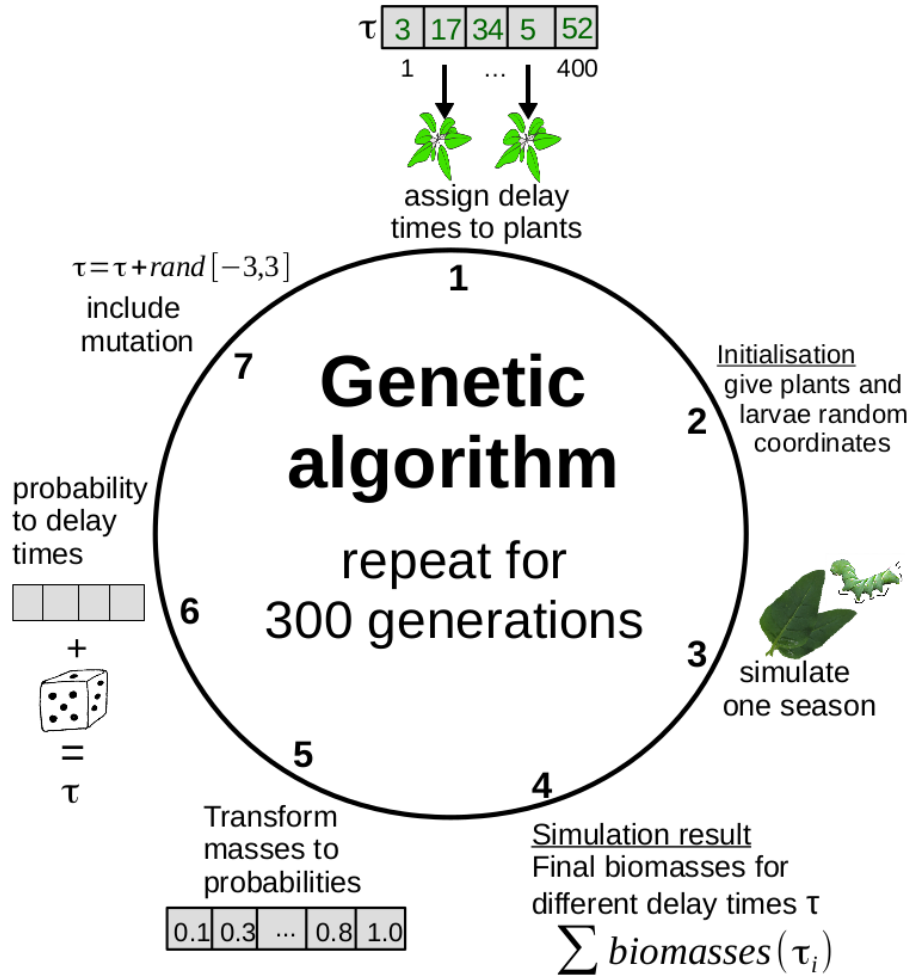 τ 3 17 34 5 52
1 ... 400
assign delay
times to plants
1
Initialisation
give plants and
larvae random
coordinates
2
simulate
one season
3
4
Simulation result
Final biomasses for
different delay times τ
∑ biomasses(τᵢ)
5
Transform
masses to
probabilities
0.1 0.3 ... 0.8 1.0
6
probability
to delay
times
+
=
τ
7
τ=τ+rand[−3,3]
include
mutation
Genetic
algorithm
repeat for
300 generations